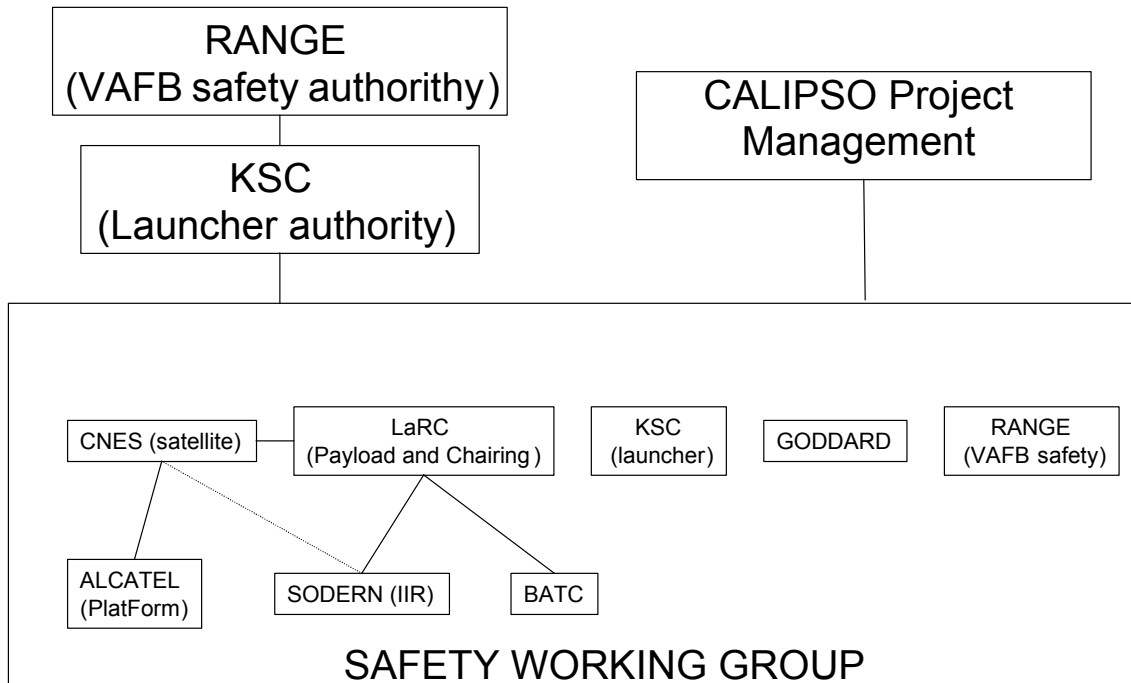 RANGE
(VAFB safety authorithy)
CALIPSO Project
Management
KSC
(Launcher authority)
CNES (satellite)
LaRC
(Payload and Chairing )
KSC
(launcher)
GODDARD
RANGE
(VAFB safety)
ALCATEL
(PlatForm)
SODERN (IIR)
BATC
SAFETY WORKING GROUP